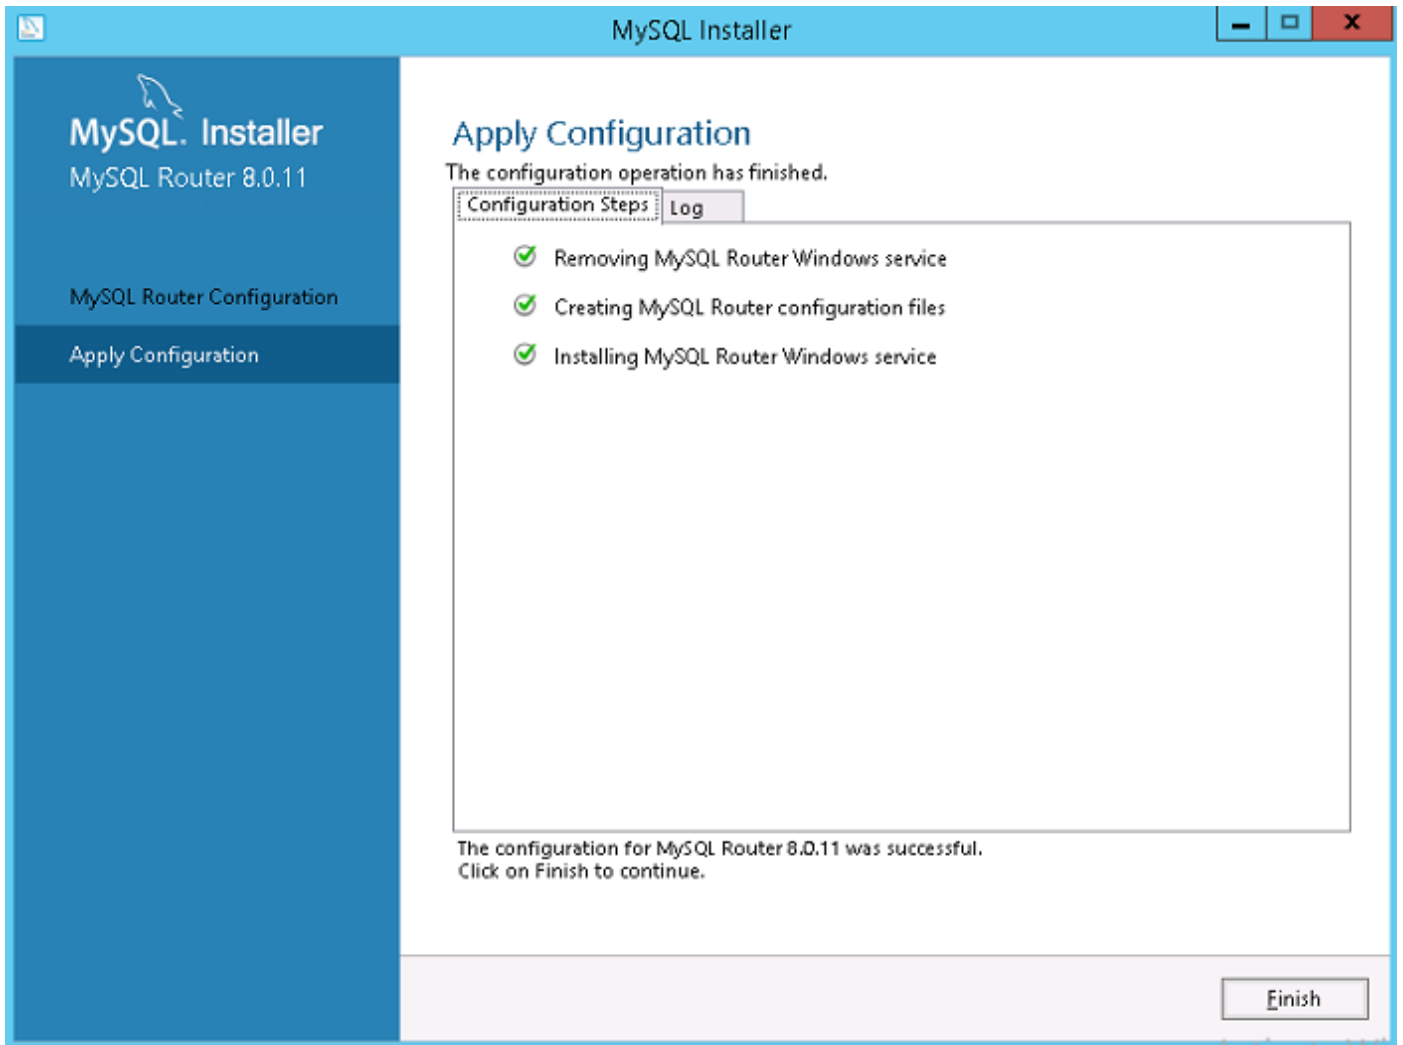 MySQL Installer
MySQL. Installer
MySQL Router 8.0.11
MySQL Router Configuration
Apply Configuration
Apply Configuration
The configuration operation has finished.
Configuration Steps
Log
Removing MySQL Router Windows service
Creating MySQL Router configuration files
Installing MySQL Router Windows service
The configuration for MySQL Router 8.0.11 was successful.
Click on Finish to continue.
Finish